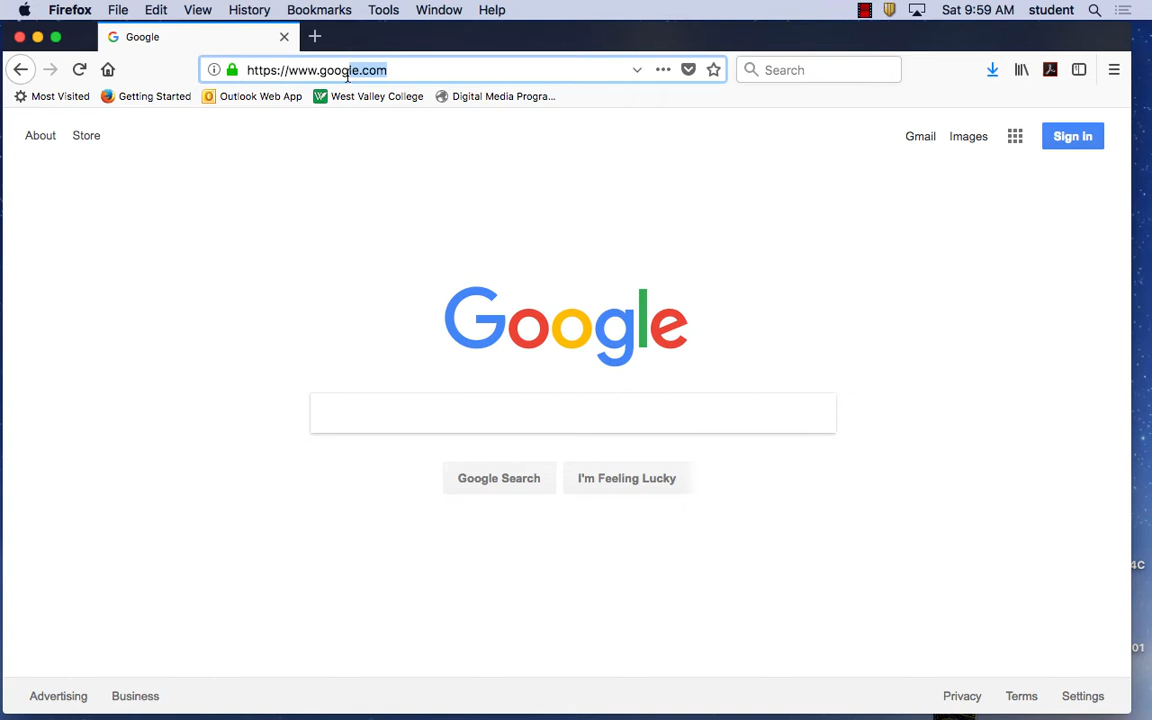 Firefox File Edit View History Bookmarks Tools Window Help Sat 9:59 AM student
Google
https://www.google.com Search
Most Visited Getting Started Outlook Web App West Valley College Digital Media Progra...
About Store Gmail Images Sign In
Google
Google Search I'm Feeling Lucky
4C
01
Advertising Business Privacy Terms Settings